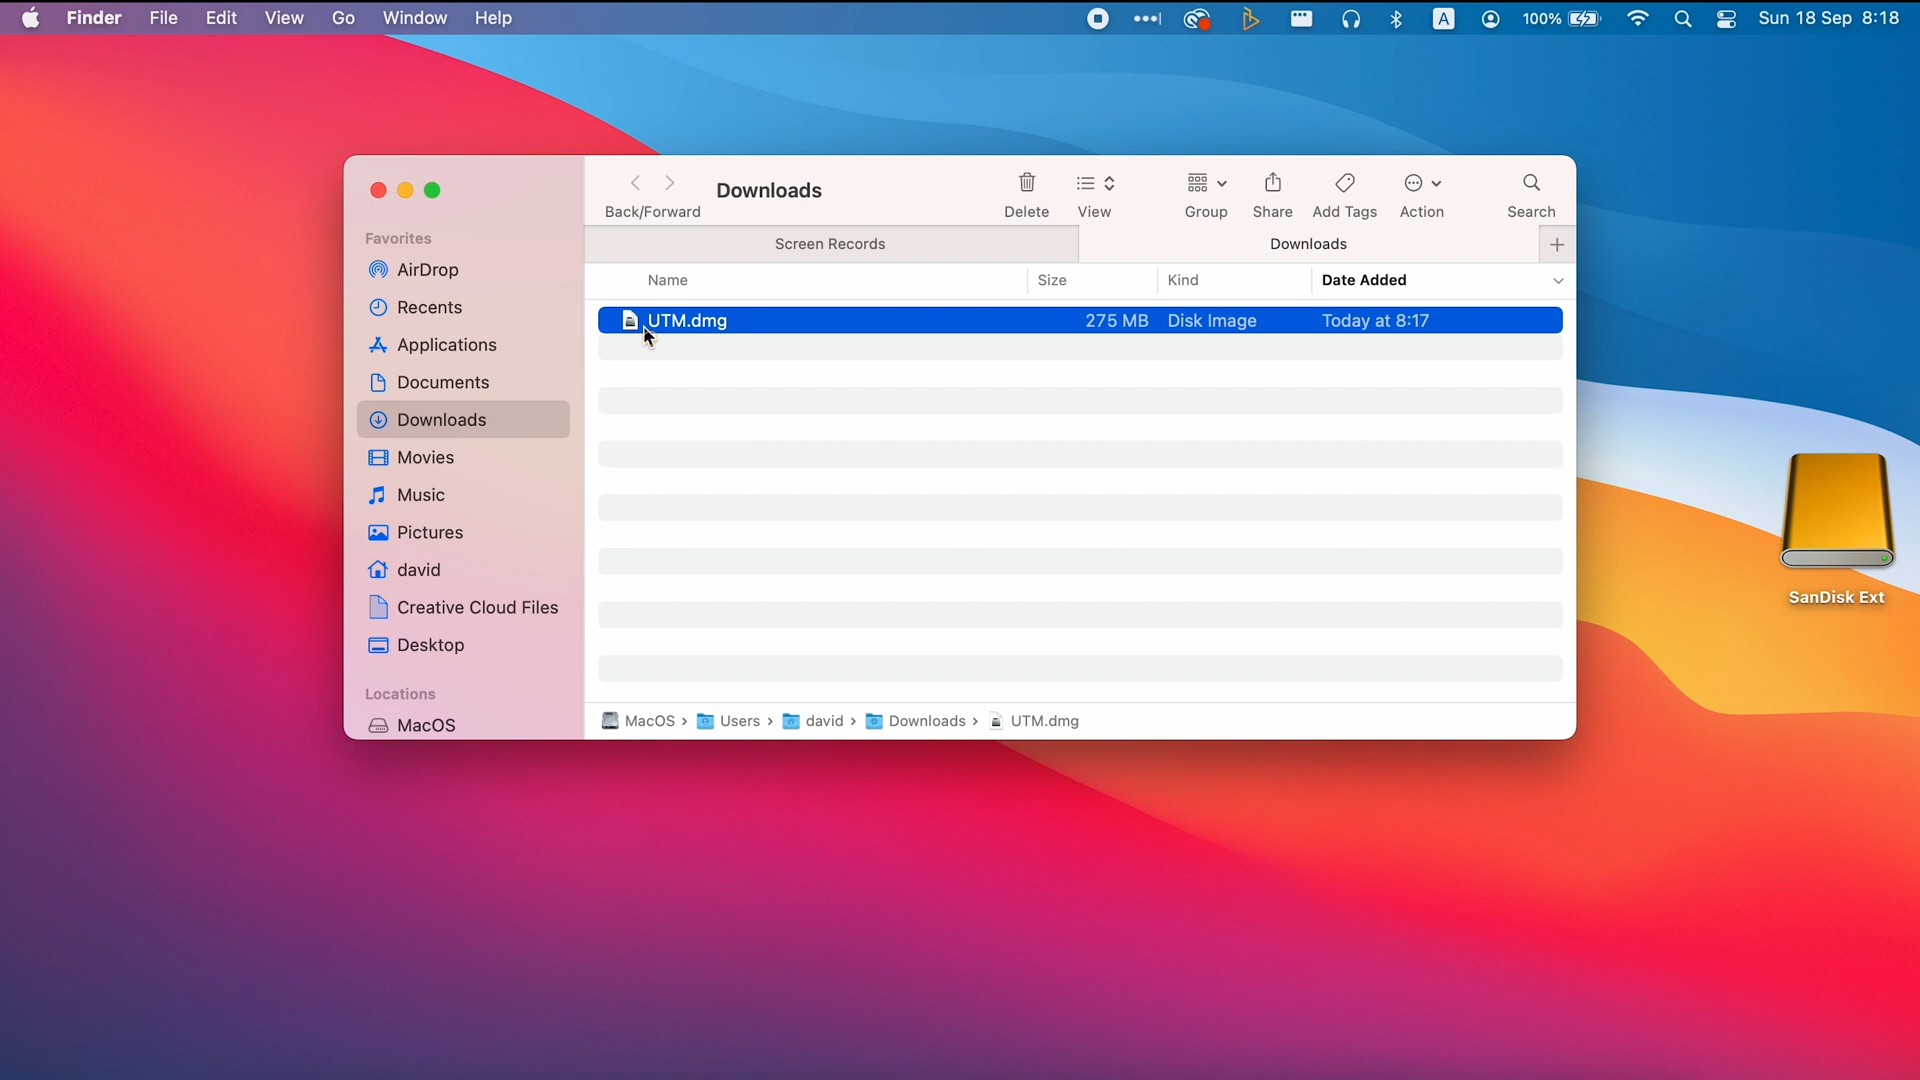 Finder File Edit View Go Window Help A 100% Sun 18 Sep 8:18
Back/Forward
Downloads
Delete View Group Share Add Tags Action Search
Screen Records Downloads
Name Size Kind Date Added
UTM.dmg 275 MB Disk Image Today at 8:17
Favorites
AirDrop
Recents
Applications
Documents
Downloads
Movies
Music
Pictures
david
Creative Cloud Files
Desktop
Locations
MacOS
MacOS › Users › david › Downloads › UTM.dmg
SanDisk Ext